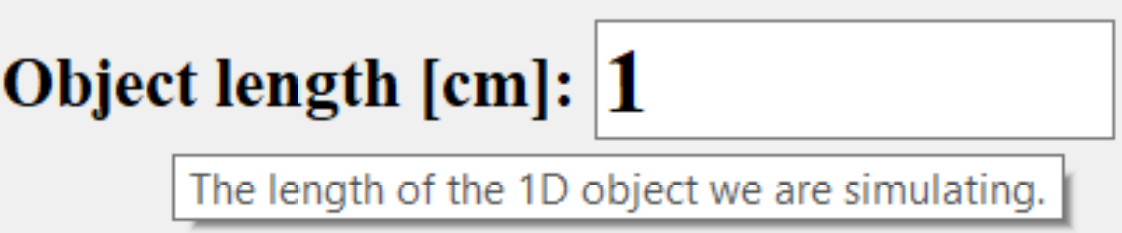 Object length [cm]: 1
The length of the 1D object we are simulating.